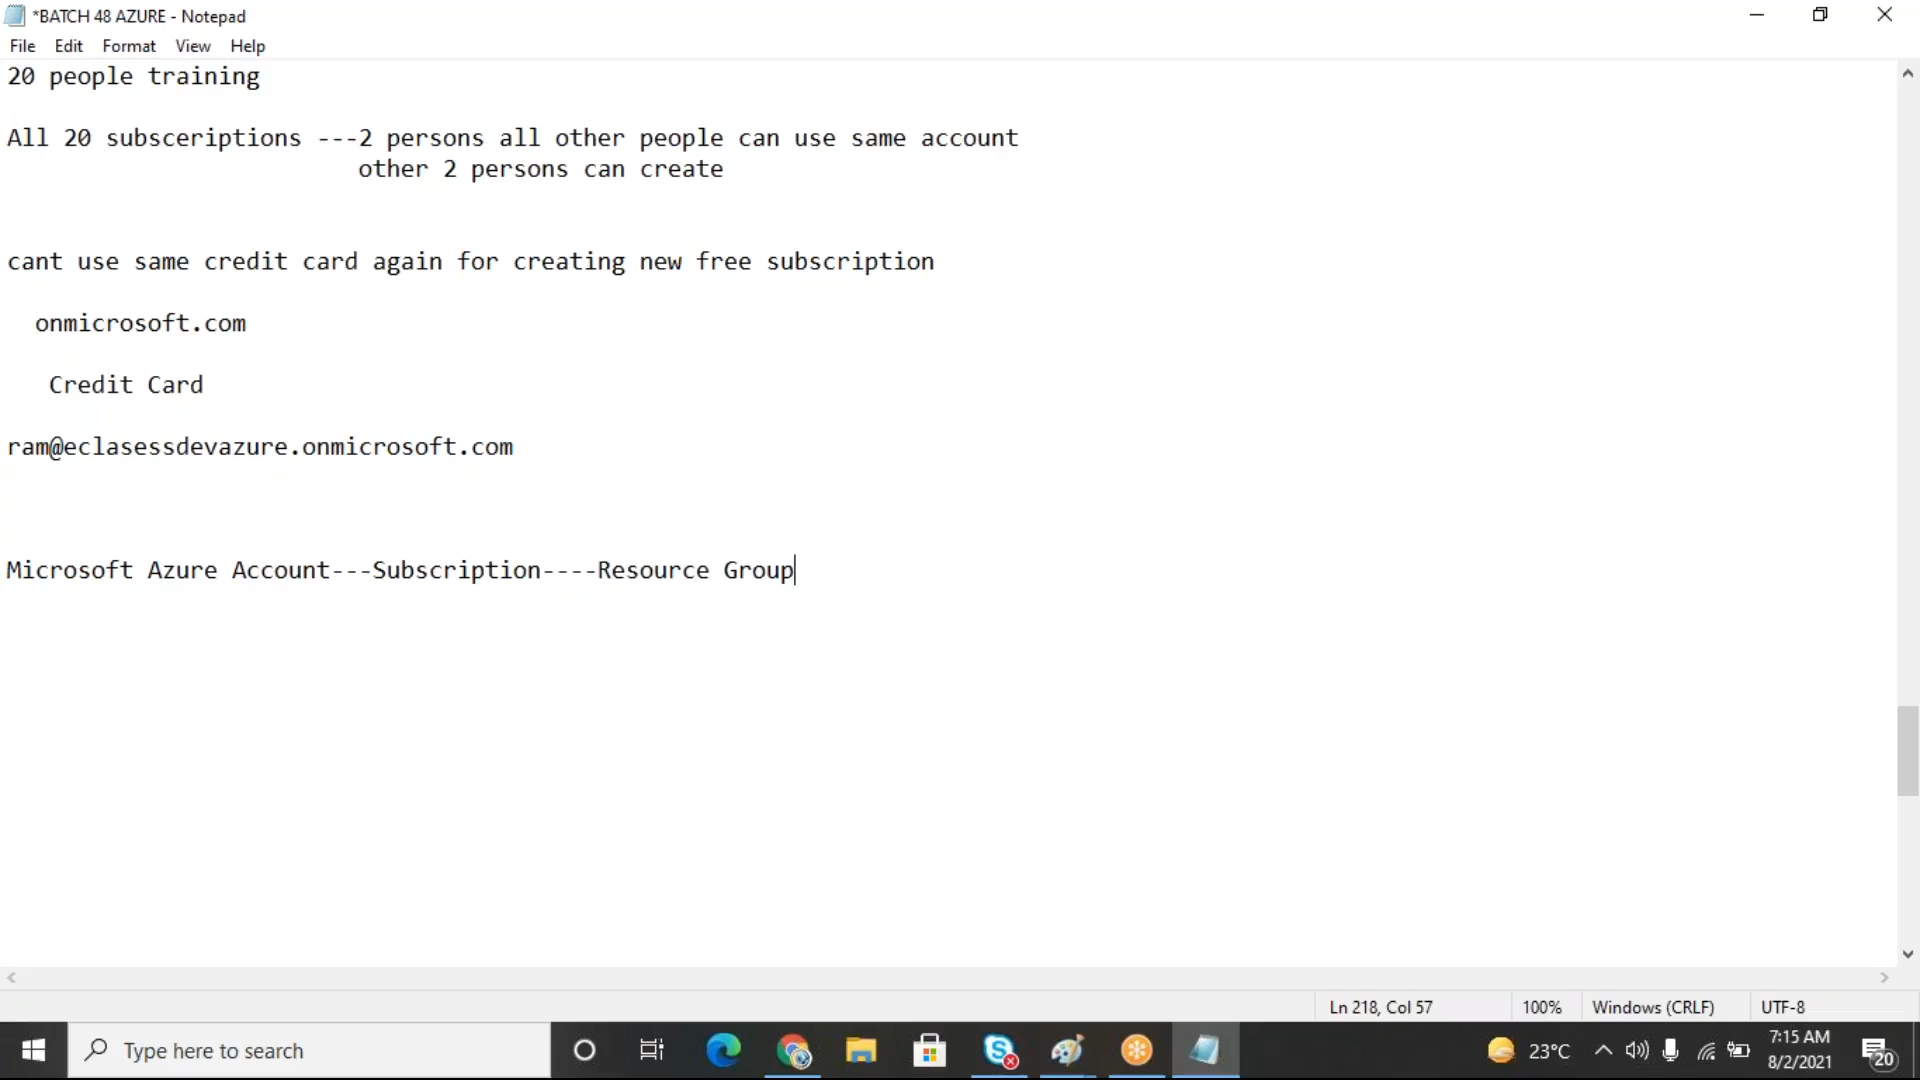 *BATCH 48 AZURE - Notepad
File Edit Format View Help
20 people training
All 20 subsceriptions ---2 persons all other people can use same account
other 2 persons can create
cant use same credit card again for creating new free subscription
onmicrosoft.com
Credit Card
ram@eclasessdevazure.onmicrosoft.com
Microsoft Azure Account---Subscription----Resource Group
Ln 218, Col 57 100% Windows (CRLF) UTF-8
Type here to search
23°C
7:15 AM
8/2/2021
20